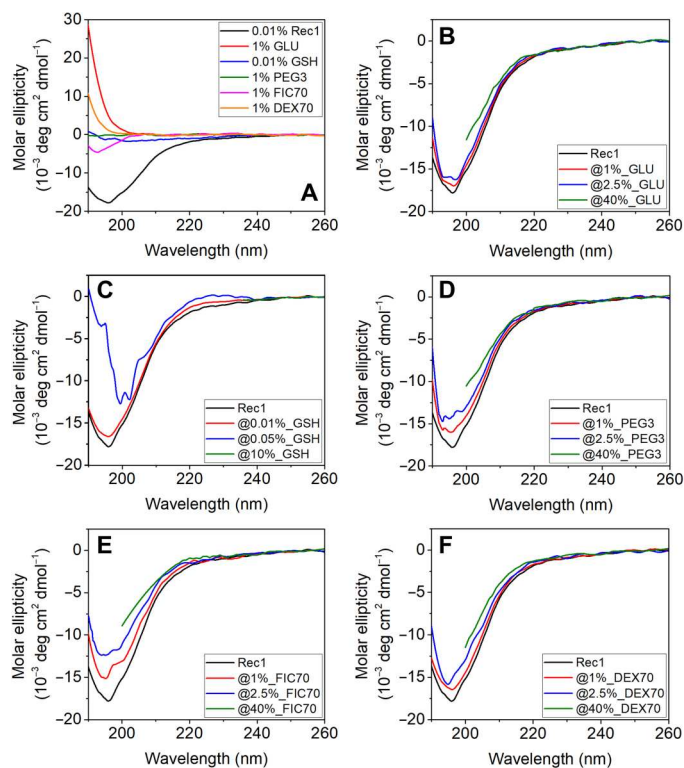 30
25
20
15
10
5
0
−5
−10
−15
−20
200
220
240
260
Molar ellipticity
(10⁻³ deg cm² dmol⁻¹)
Wavelength (nm)
0.01% Rec1
1% GLU
0.01% GSH
1% PEG3
1% FIC70
1% DEX70
A
B
0
−5
−10
−15
−20
200
220
240
260
Molar ellipticity
(10⁻³ deg cm² dmol⁻¹)
Wavelength (nm)
Rec1
@1%_GLU
@2.5%_GLU
@40%_GLU
C
0
−5
−10
−15
−20
200
220
240
260
Molar ellipticity
(10⁻³ deg cm² dmol⁻¹)
Wavelength (nm)
Rec1
@0.01%_GSH
@0.05%_GSH
@10%_GSH
D
0
−5
−10
−15
−20
200
220
240
260
Molar ellipticity
(10⁻³ deg cm² dmol⁻¹)
Wavelength (nm)
Rec1
@1%_PEG3
@2.5%_PEG3
@40%_PEG3
E
0
−5
−10
−15
−20
200
220
240
260
Molar ellipticity
(10⁻³ deg cm² dmol⁻¹)
Wavelength (nm)
Rec1
@1%_FIC70
@2.5%_FIC70
@40%_FIC70
F
0
−5
−10
−15
−20
200
220
240
260
Molar ellipticity
(10⁻³ deg cm² dmol⁻¹)
Wavelength (nm)
Rec1
@1%_DEX70
@2.5%_DEX70
@40%_DEX70